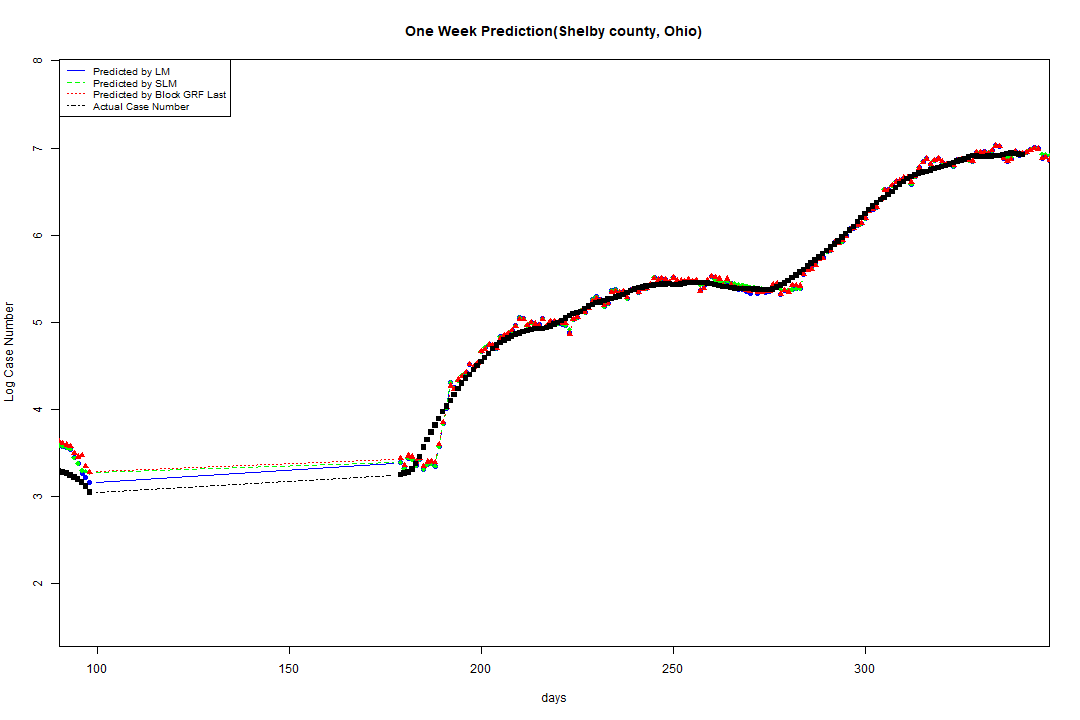 One Week Prediction(Shelby county, Ohio)
Predicted by LM
Predicted by SLM
Predicted by Block GRF Last
Actual Case Number
8
7
6
5
4
3
2
Log Case Number
100 150 200 250 300
days